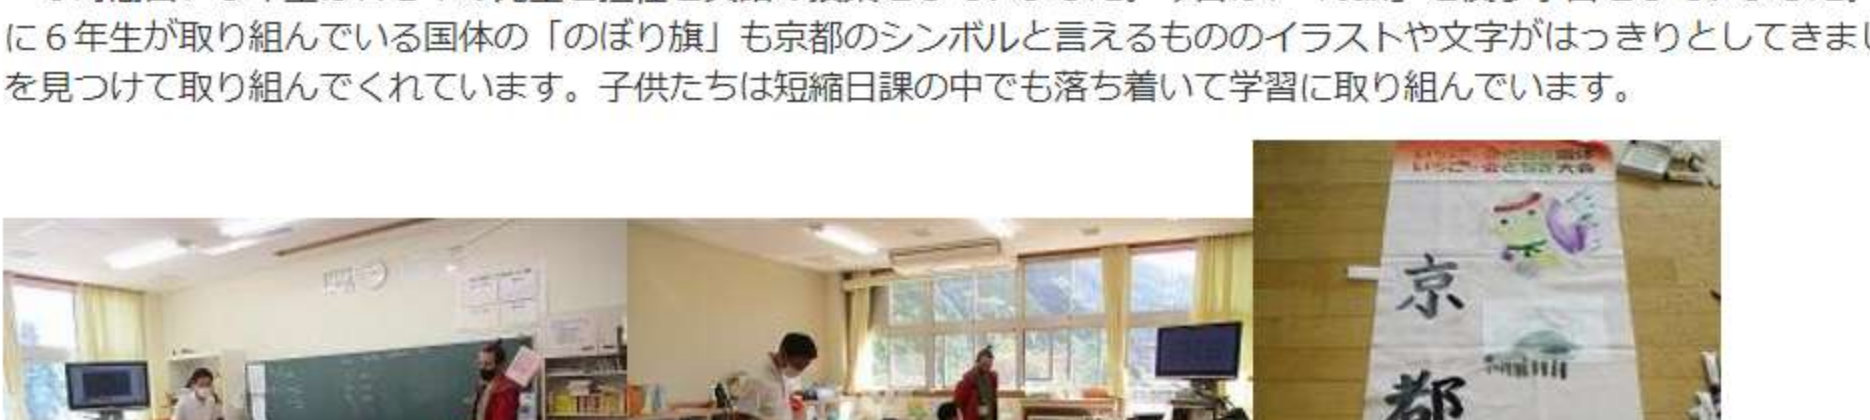 に６年生が取り組んでいる国体の「のぼり旗」も京都のシンボルと言えるもののイラストや文字がはっきりとしてきまし
を見つけて取り組んでくれています。子供たちは短縮日課の中でも落ち着いて学習に取り組んでいます。
京
都